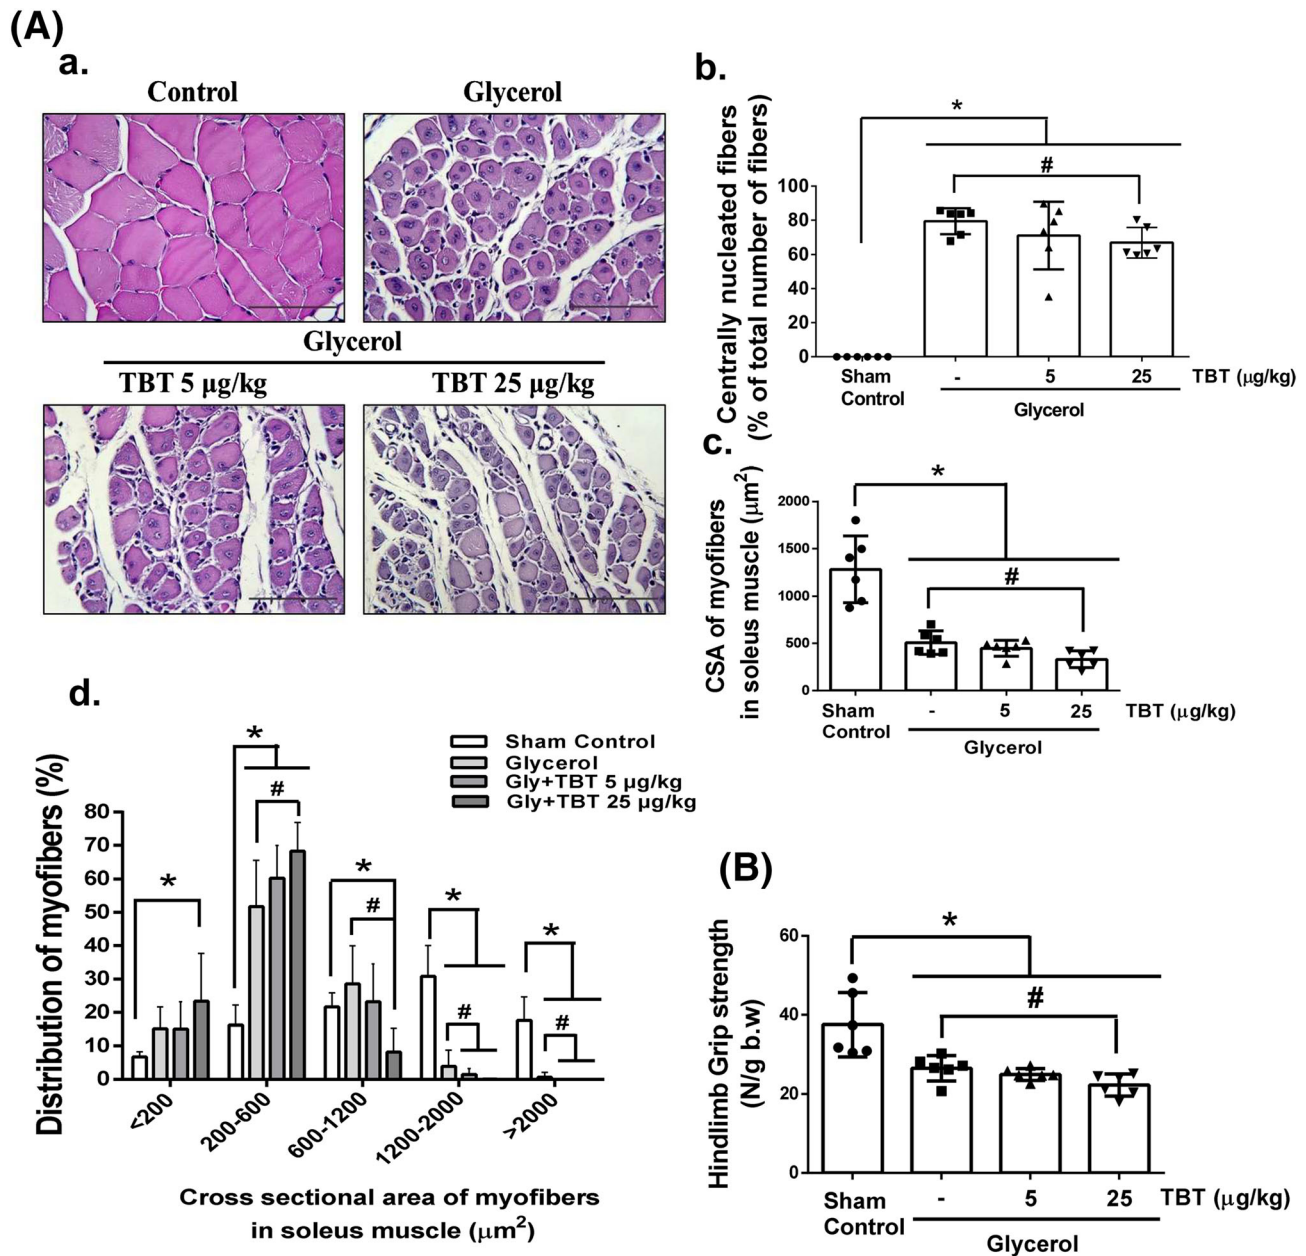 (A)
a.
Control
Glycerol
Glycerol
TBT 5 μg/kg
TBT 25 μg/kg
b.
Centrally nucleated fibers
(% of total number of fibers)
*
#
100
80
60
40
20
0
Sham
Control
-
5
25
TBT (μg/kg)
Glycerol
c.
CSA of myofibers
in soleus muscle (μm²)
*
#
2000
1500
1000
500
0
Sham
Control
-
5
25
TBT (μg/kg)
Glycerol
d.
Distribution of myofibers (%)
Sham Control
Glycerol
Gly+TBT 5 μg/kg
Gly+TBT 25 μg/kg
*
*
#
*
#
*
#
*
#
80
70
60
50
40
30
20
10
0
<200
200-600
600-1200
1200-2000
>2000
Cross sectional area of myofibers
in soleus muscle (μm²)
(B)
Hindlimb Grip strength
(N/g b.w)
*
#
60
40
20
0
Sham
Control
-
5
25
TBT (μg/kg)
Glycerol